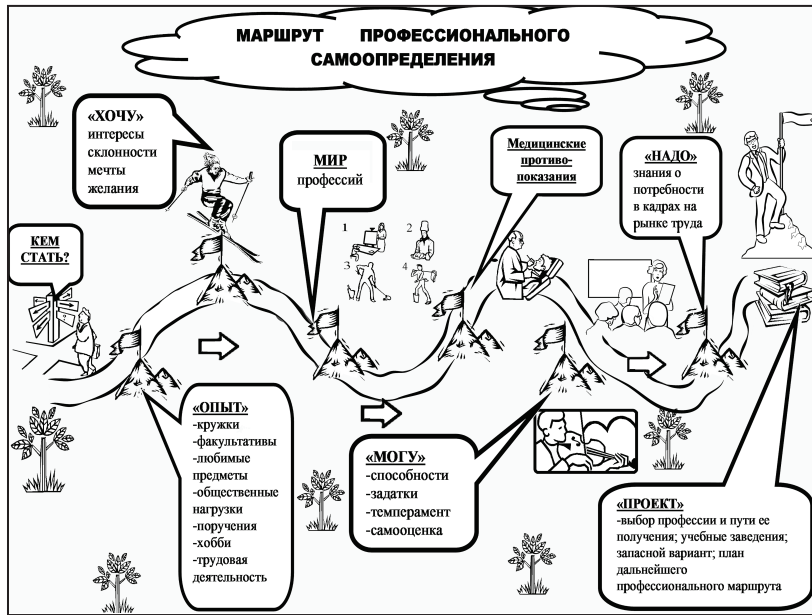 МАРШРУТ ПРОФЕССИОНАЛЬНОГО
САМООПРЕДЕЛЕНИЯ
«ХОЧУ»
интересы
склонности
мечты
желания
МИР
профессий
Медицинские
противо-
показания
«НАДО»
знания о
потребности
в кадрах на
рынке труда
КЕМ
СТАТЬ?
1
2
3
4
«ОПЫТ»
-кружки
-факультативы
-любимые
предметы
-общественные
нагрузки
-поручения
-хобби
-трудовая
деятельность
«МОГУ»
-способности
-задатки
-темперамент
-самооценка
«ПРОЕКТ»
-выбор профессии и пути ее
получения; учебные заведения;
запасной вариант; план
дальнейшего
профессионального маршрута